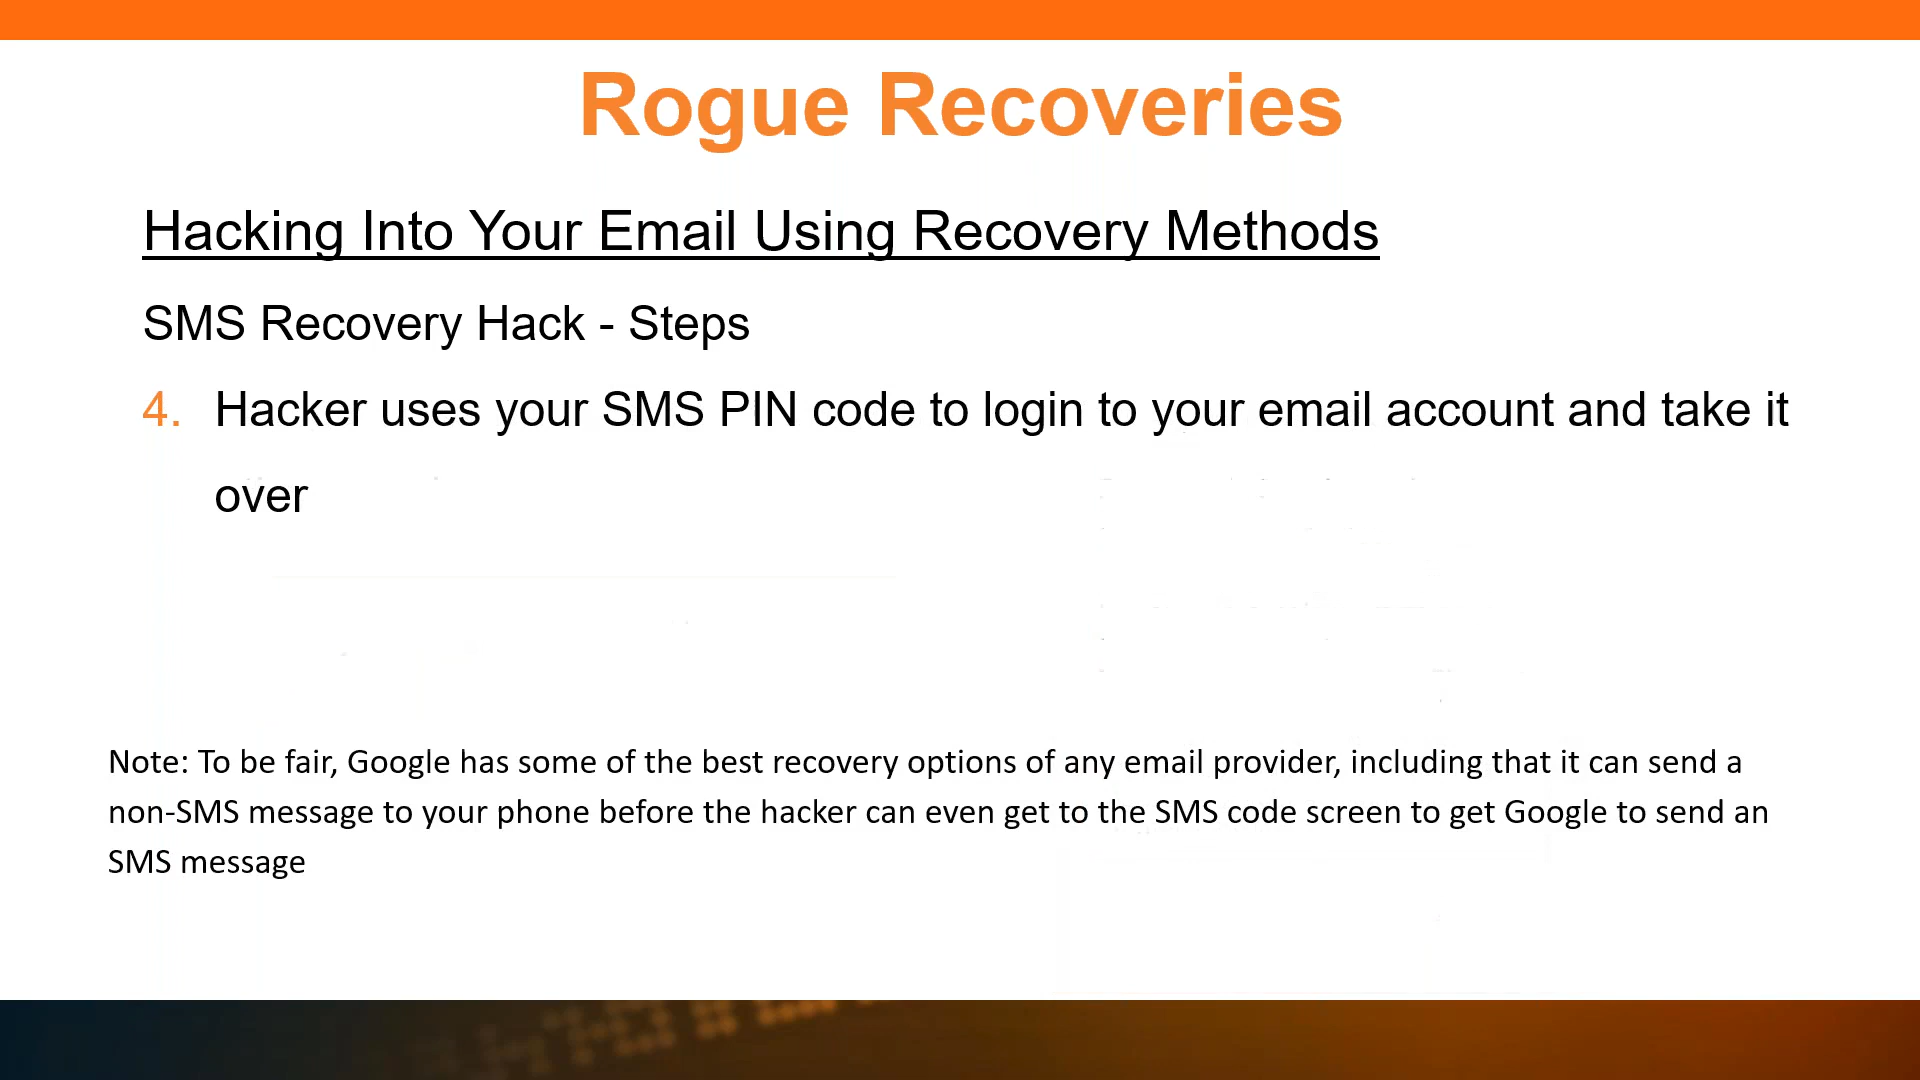 Rogue Recoveries
Hacking Into Your Email Using Recovery Methods
SMS Recovery Hack - Steps
4. Hacker uses your SMS PIN code to login to your email account and take it
over
Note: To be fair, Google has some of the best recovery options of any email provider, including that it can send a
non-SMS message to your phone before the hacker can even get to the SMS code screen to get Google to send an
SMS message